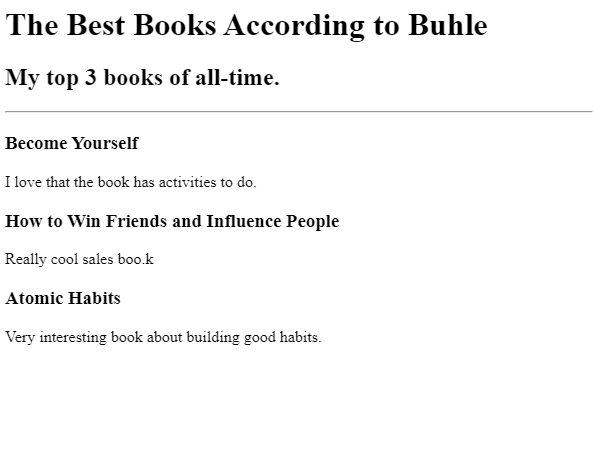 The Best Books According to Buhle
My top 3 books of all-time.
Become Yourself
I love that the book has activities to do.
How to Win Friends and Influence People
Really cool sales boo.k
Atomic Habits
Very interesting book about building good habits.